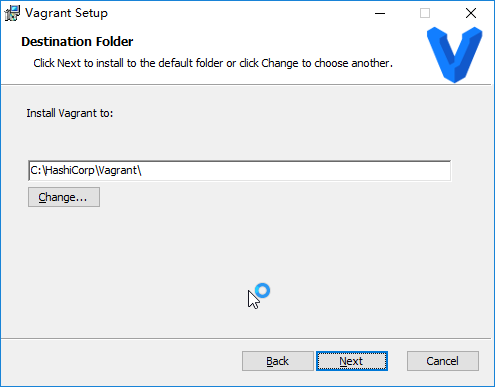 Vagrant Setup
Destination Folder
Click Next to install to the default folder or click Change to choose another.
Install Vagrant to:
C:\HashiCorp\Vagrant\
Change...
Back
Next
Cancel